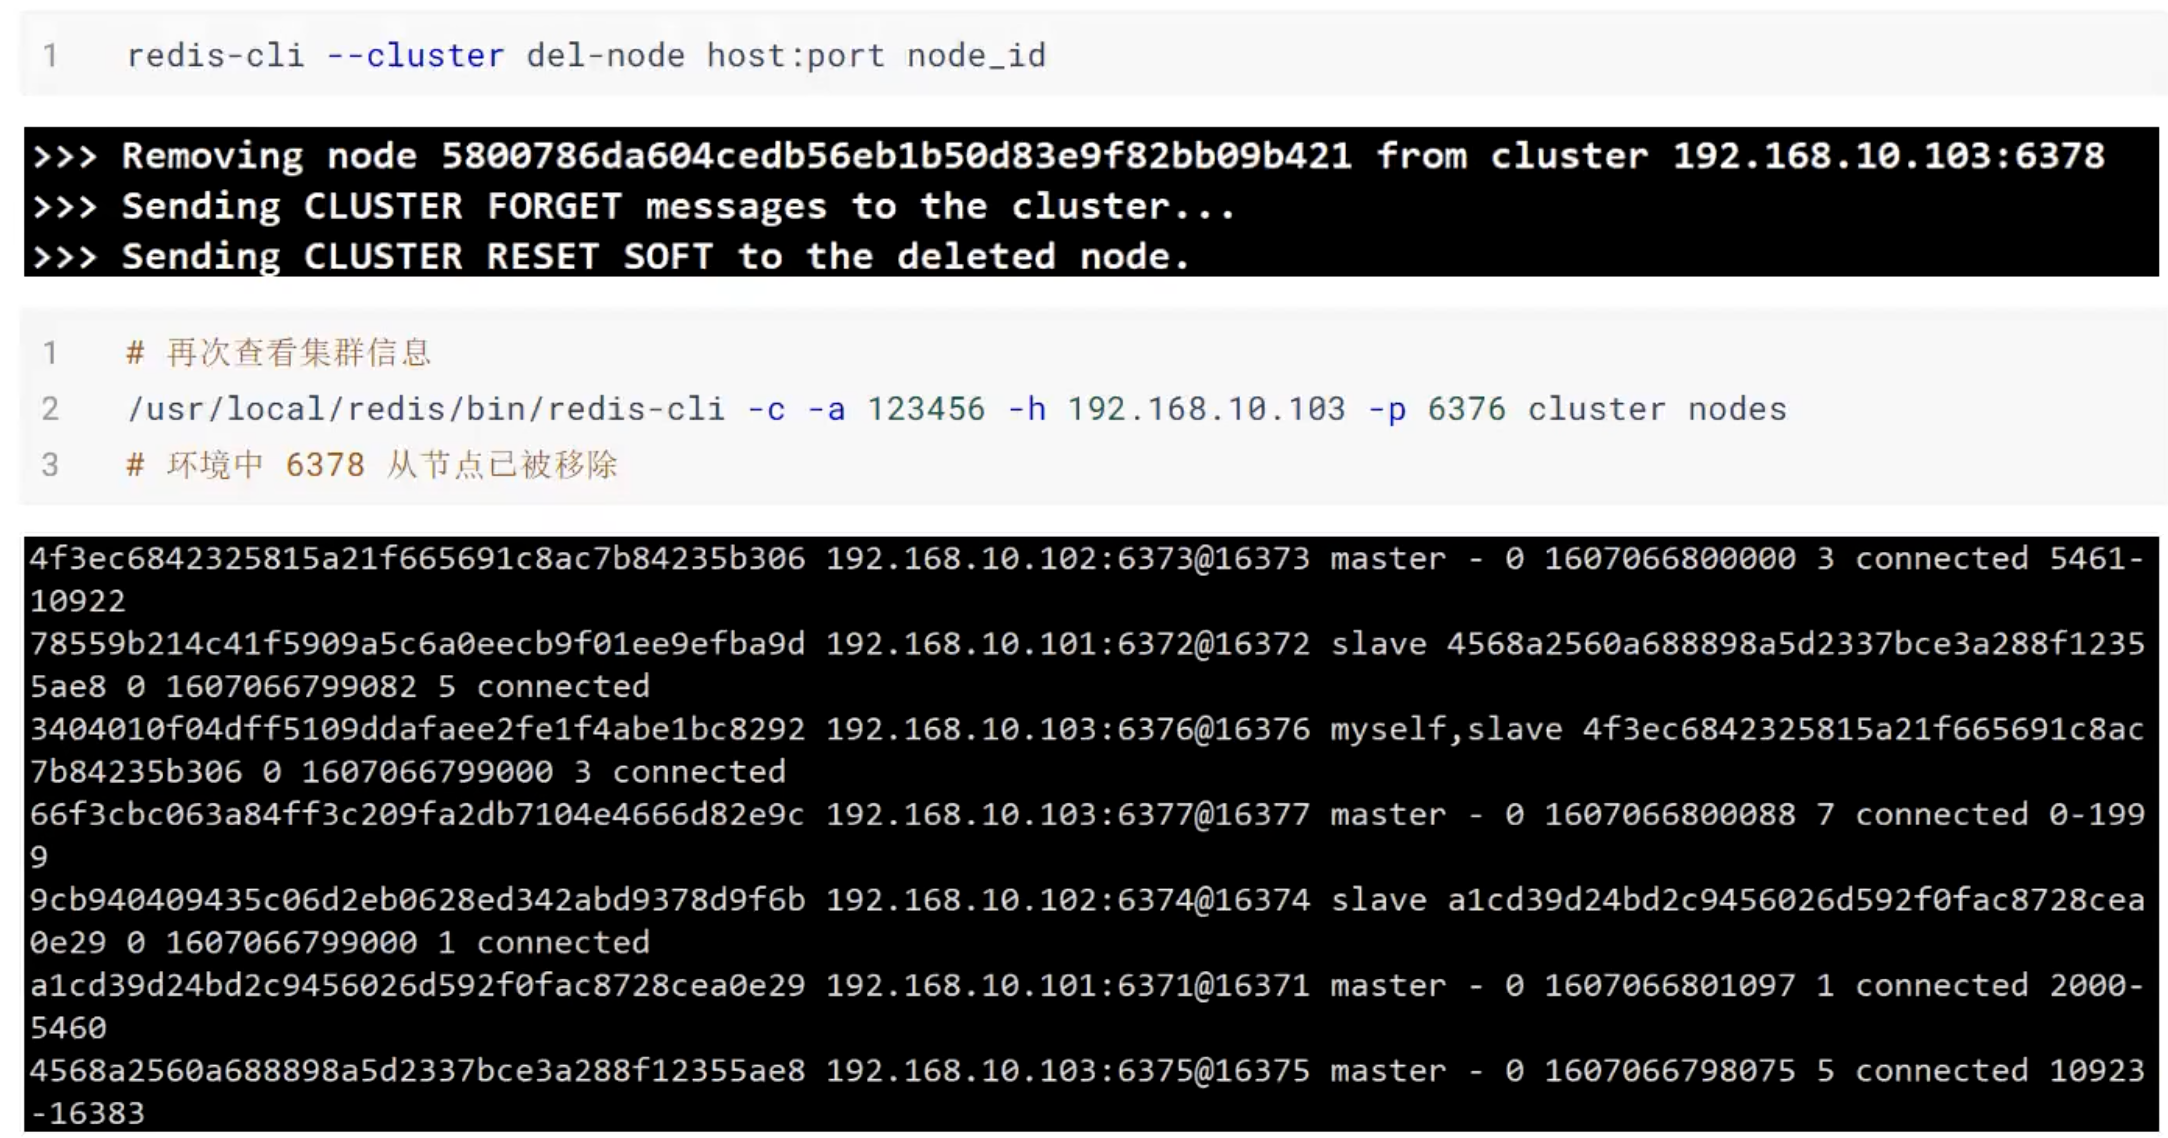 1 redis-cli --cluster del-node host:port node_id
>>> Removing node 5800786da604cedb56eb1b50d83e9f82bb09b421 from cluster 192.168.10.103:6378
>>> Sending CLUSTER FORGET messages to the cluster...
>>> Sending CLUSTER RESET SOFT to the deleted node.
1 # 再次查看集群信息
2 /usr/local/redis/bin/redis-cli -c -a 123456 -h 192.168.10.103 -p 6376 cluster nodes
3 # 环境中 6378 从节点已被移除
4f3ec6842325815a21f665691c8ac7b84235b306 192.168.10.102:6373@16373 master - 0 1607066800000 3 connected 5461-
10922
78559b214c41f5909a5c6a0eecb9f01ee9efba9d 192.168.10.101:6372@16372 slave 4568a2560a688898a5d2337bce3a288f1235
5ae8 0 1607066799082 5 connected
3404010f04dff5109ddafaee2fe1f4abe1bc8292 192.168.10.103:6376@16376 myself,slave 4f3ec6842325815a21f665691c8ac
7b84235b306 0 1607066799000 3 connected
66f3cbc063a84ff3c209fa2db7104e4666d82e9c 192.168.10.103:6377@16377 master - 0 1607066800088 7 connected 0-199
9
9cb940409435c06d2eb0628ed342abd9378d9f6b 192.168.10.102:6374@16374 slave a1cd39d24bd2c9456026d592f0fac8728cea
0e29 0 1607066799000 1 connected
a1cd39d24bd2c9456026d592f0fac8728cea0e29 192.168.10.101:6371@16371 master - 0 1607066801097 1 connected 2000-
5460
4568a2560a688898a5d2337bce3a288f12355ae8 192.168.10.103:6375@16375 master - 0 1607066798075 5 connected 10923
-16383